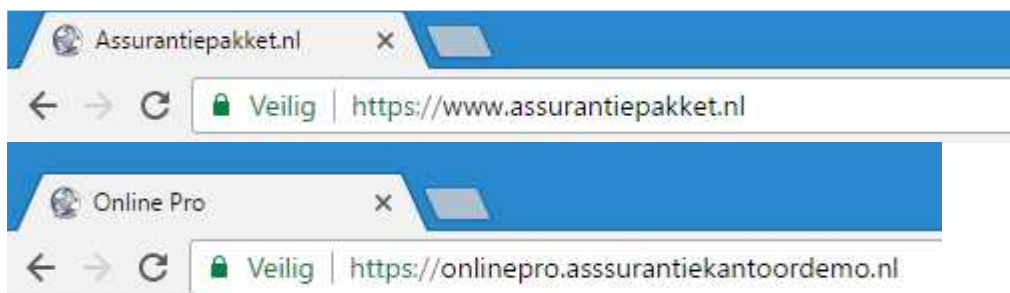 Assurantiepakket.nl
Veilig https://www.assurantiepakket.nl
Online Pro
Veilig https://onlinepro.asssurantiekantoordemo.nl